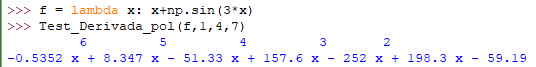 >>> f = lambda x: x+np.sin(3*x)
>>> Test_Derivada_pol(f,1,4,7)
6 5 4 3 2
-0.5352 x + 8.347 x - 51.33 x + 157.6 x - 252 x + 198.3 x - 59.19